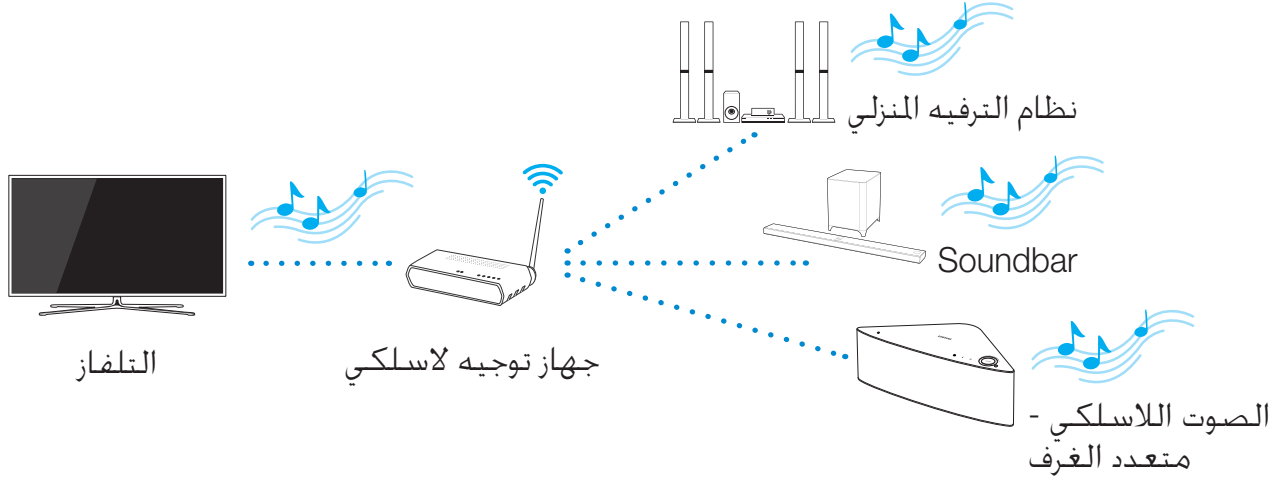 نظام الترفيه المنزلي
Soundbar
التلفاز
جهاز توجيه لاسلكي
الصوت اللاسلكي -
متعدد الغرف